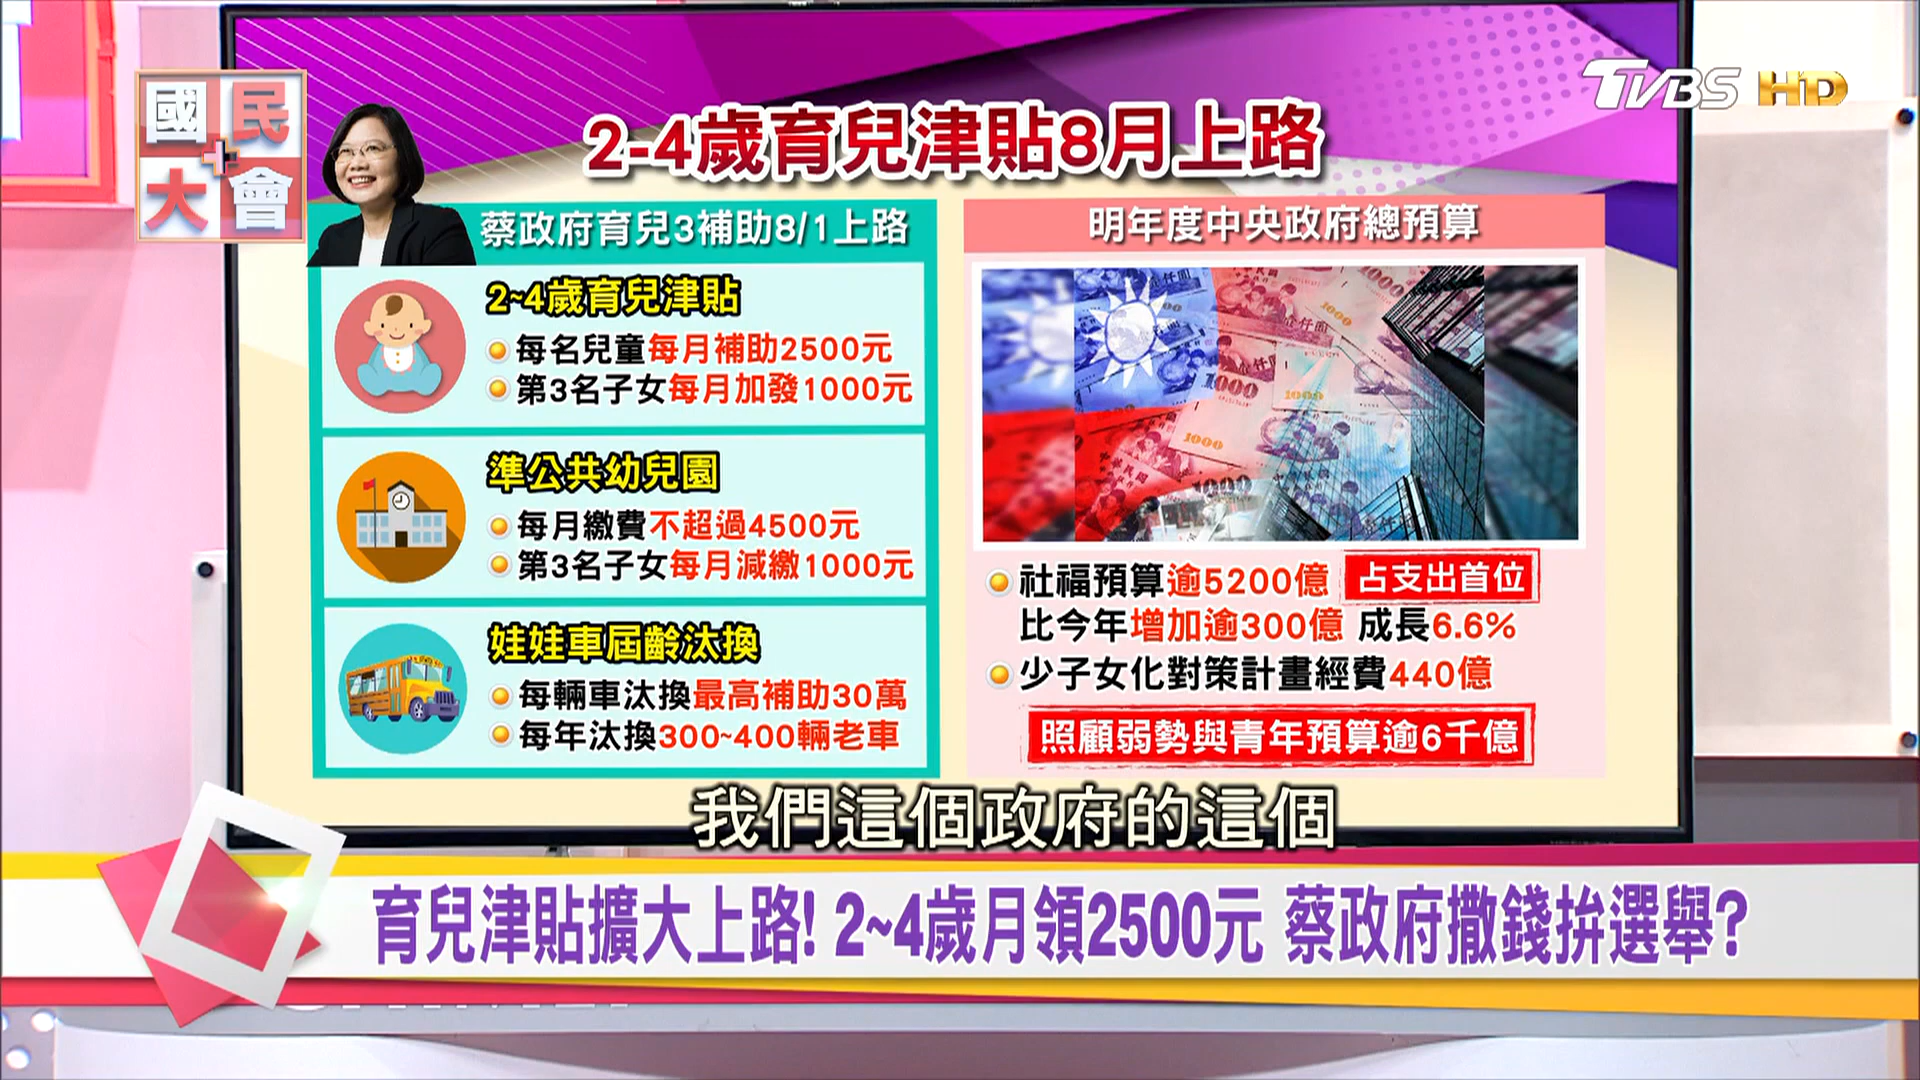 國民
大會
TVBS HD
2-4歲育兒津貼8月上路
蔡政府育兒3補助8/1上路
2~4歲育兒津貼
每名兒童每月補助2500元
第3名子女每月加發1000元
準公共幼兒園
每月繳費不超過4500元
第3名子女每月減繳1000元
娃娃車屆齡汰換
每輛車汰換最高補助30萬
每年汰換300~400輛老車
明年度中央政府總預算
1000
1000
1000
1000
1000
1000
社福預算逾5200億 占支出首位
比今年增加逾300億 成長6.6%
少子女化對策計畫經費440億
照顧弱勢與青年預算逾6千億
我們這個政府的這個
育兒津貼擴大上路! 2~4歲月領2500元 蔡政府撒錢拚選舉?